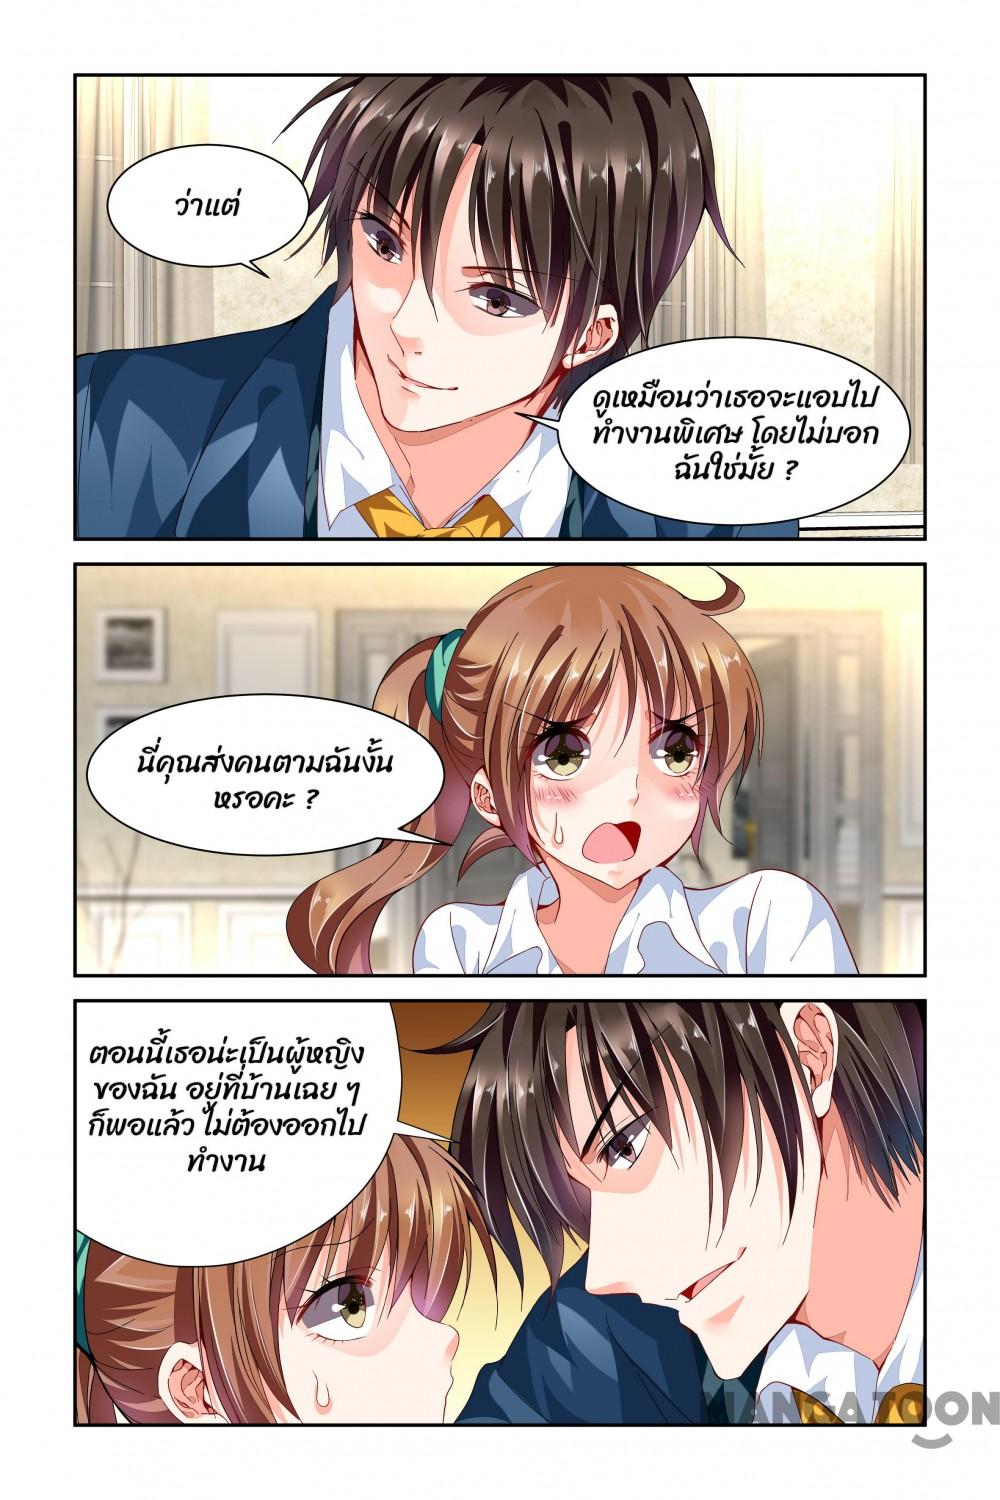 ว่าแต่
ดูเหมือนว่าเธอจะแอบไป
ทำงานพิเศษ โดยไม่บอก
ฉันใช่มั้ย ?
นี่คุณส่งคนตามฉันงั้น
หรอคะ ?
ตอนนี้เธอน่ะเป็นผู้หญิง
ของฉัน อยู่ที่บ้านเฉย ๆ
ก็พอแล้ว ไม่ต้องออกไป
ทำงาน
MANGATOON